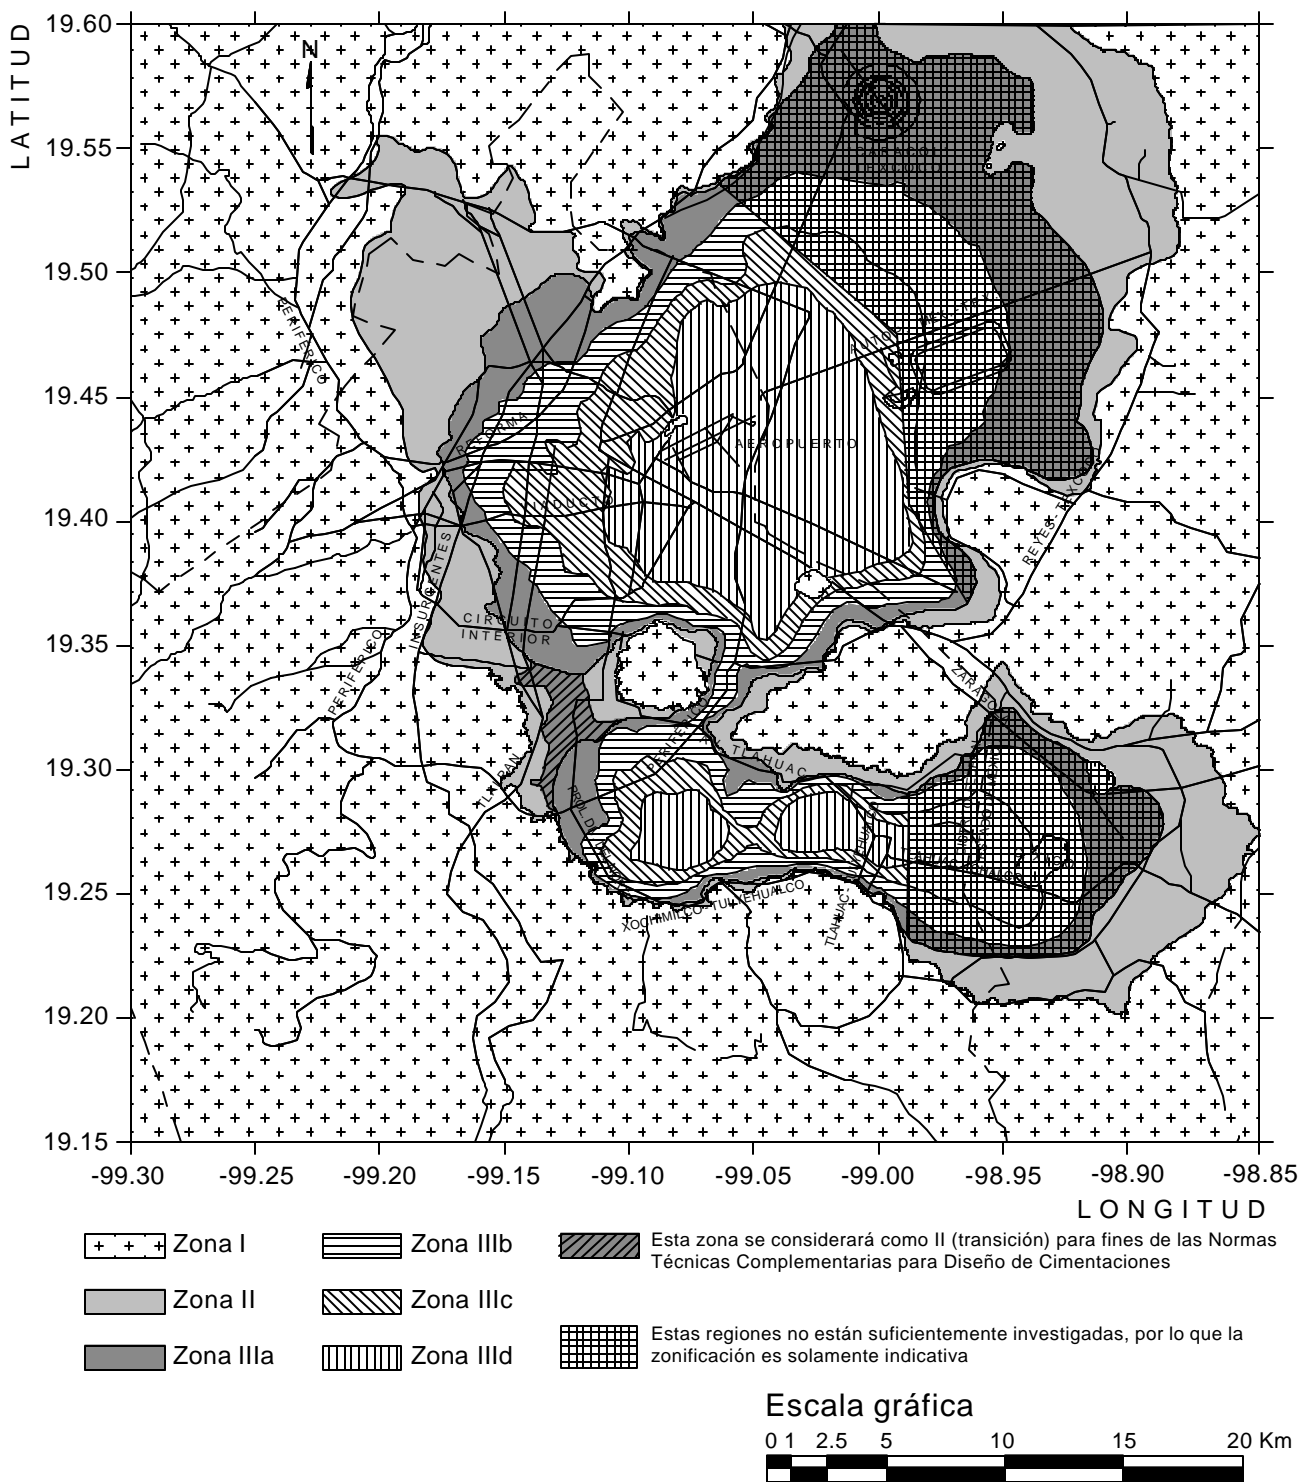 LATITUD
19.60
19.55
19.50
19.45
19.40
19.35
19.30
19.25
19.20
19.15
N
PERIFERICO
REFORMA
AEROPUERTO
VIADUCTO
INSURGENTES
CIRCUITO
INTERIOR
PERIFERICO
REYES-TEXCOCO
ZARAGOZA
TLALPAN
PERIFERICO
AV. TLAHUAC
XOCHIMILCO-TULYEHUALCO
-99.30
-99.25
-99.20
-99.15
-99.10
-99.05
-99.00
-98.95
-98.90
-98.85
LONGITUD
Zona I
Zona II
Zona IIIa
Zona IIIb
Zona IIIc
Zona IIId
Esta zona se considerará como II (transición) para fines de las Normas
Técnicas Complementarias para Diseño de Cimentaciones
Estas regiones no están suficientemente investigadas, por lo que la
zonificación es solamente indicativa
Escala gráfica
0 1 2.5 5 10 15 20 Km